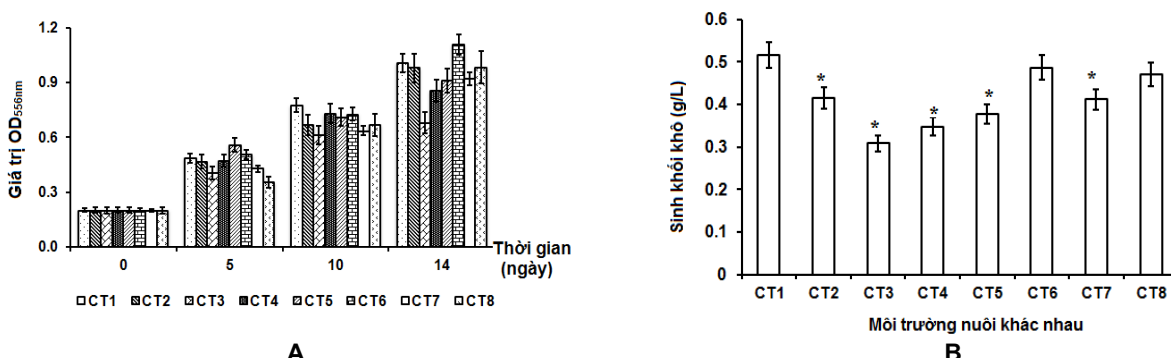 1.2
0.9
0.6
0.3
0.0
Giá trị OD556nm
0 5 10 14
Thời gian
(ngày)
CT1 CT2 CT3 CT4 CT5 CT6 CT7 CT8
A
0.6
0.5
0.4
0.3
0.2
0.1
0
Sinh khối khô (g/L)
* * * * *
CT1 CT2 CT3 CT4 CT5 CT6 CT7 CT8
Môi trường nuôi khác nhau
B